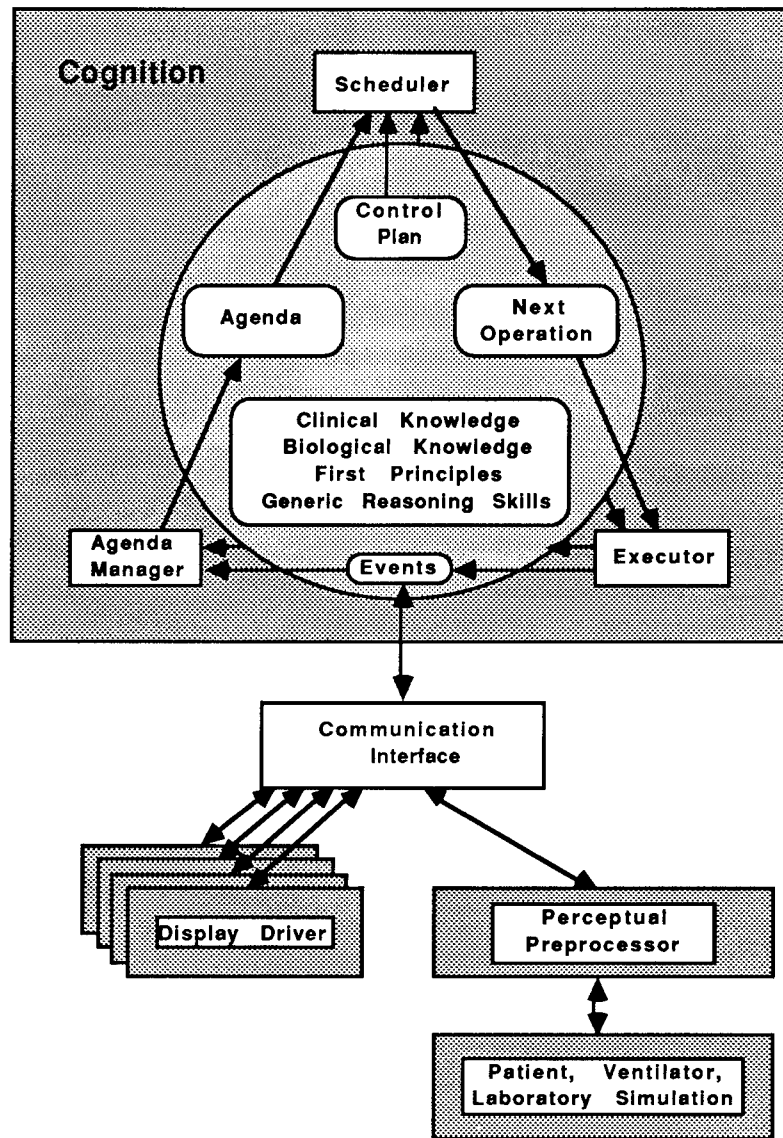 Cognition
Scheduler
Control
Plan
Agenda
Next
Operation
Clinical Knowledge
Biological Knowledge
First Principles
Generic Reasoning Skills
Agenda
Manager
Events
Executor
Communication
Interface
Display Driver
Perceptual
Preprocessor
Patient, Ventilator,
Laboratory Simulation